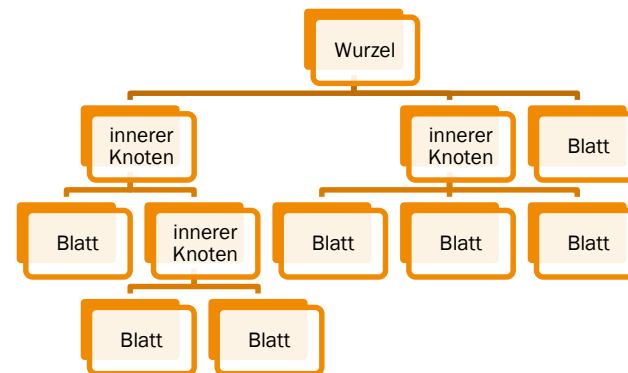 Wurzel
innerer
Knoten
innerer
Knoten
Blatt
Blatt
innerer
Knoten
Blatt
Blatt
Blatt
Blatt
Blatt